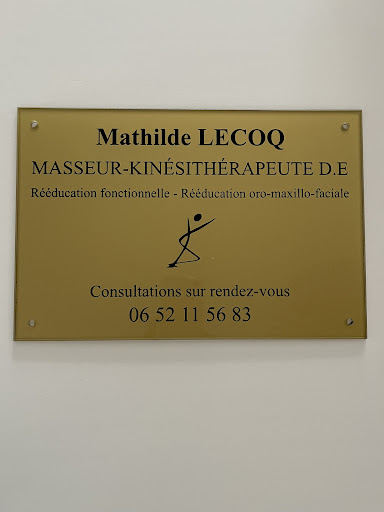 Mathilde LECOQ
MASSEUR-KINÉSITHÉRAPEUTE D.E
Rééducation fonctionnelle - Rééducation oro-maxillo-faciale
Consultations sur rendez-vous
06 52 11 56 83